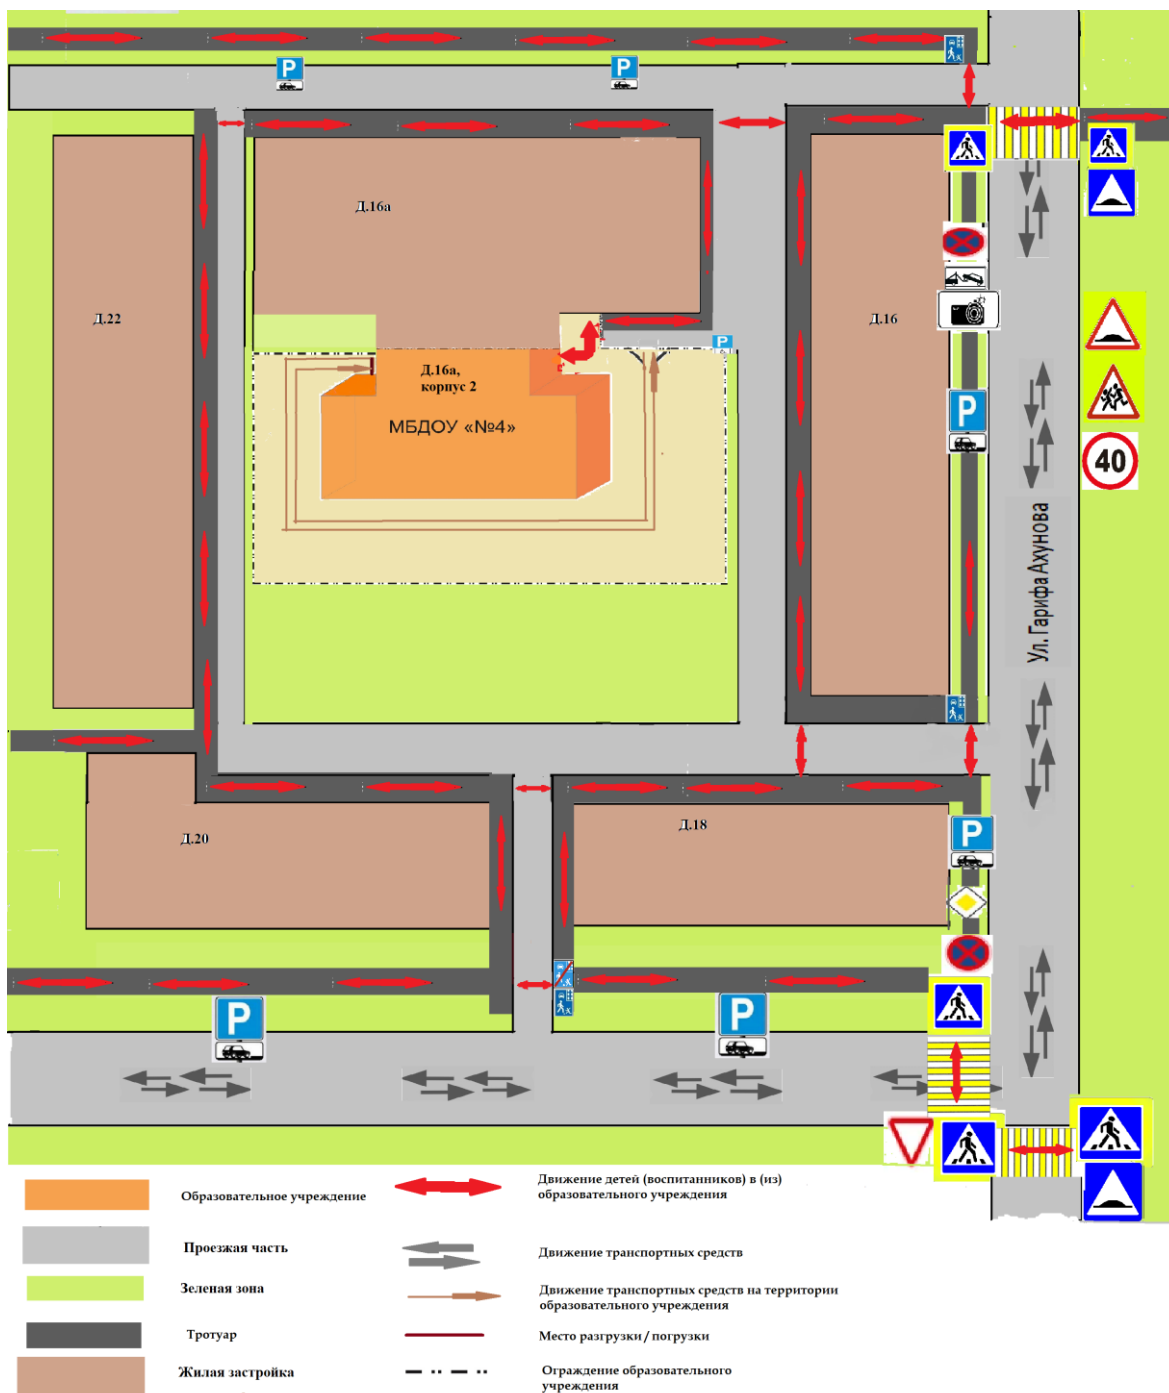 P
P
Д.16а
Д.22
Д.16
P
Д.16а,
корпус 2
МБДОУ «№4»
P
40
Ул. Гарифа Ахунова
Д.20
Д.18
P
P
P
Образовательное учреждение
Движение детей (воспитанников) в (из)
образовательного учреждения
Проезжая часть
Движение транспортных средств
Зеленая зона
Движение транспортных средств на территории
образовательного учреждения
Тротуар
Место разгрузки / погрузки
Жилая застройка
Ограждение образовательного
учреждения